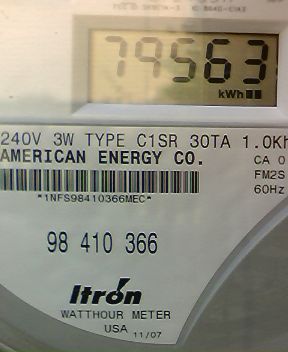 79563
kWh
240V 3W TYPE C1SR 30TA 1.0Kh
AMERICAN ENERGY CO.
CA 0
FM2S
60Hz
*1NFS98410366MEC*
98 410 366
Itron
WATTHOUR METER
USA 11/07